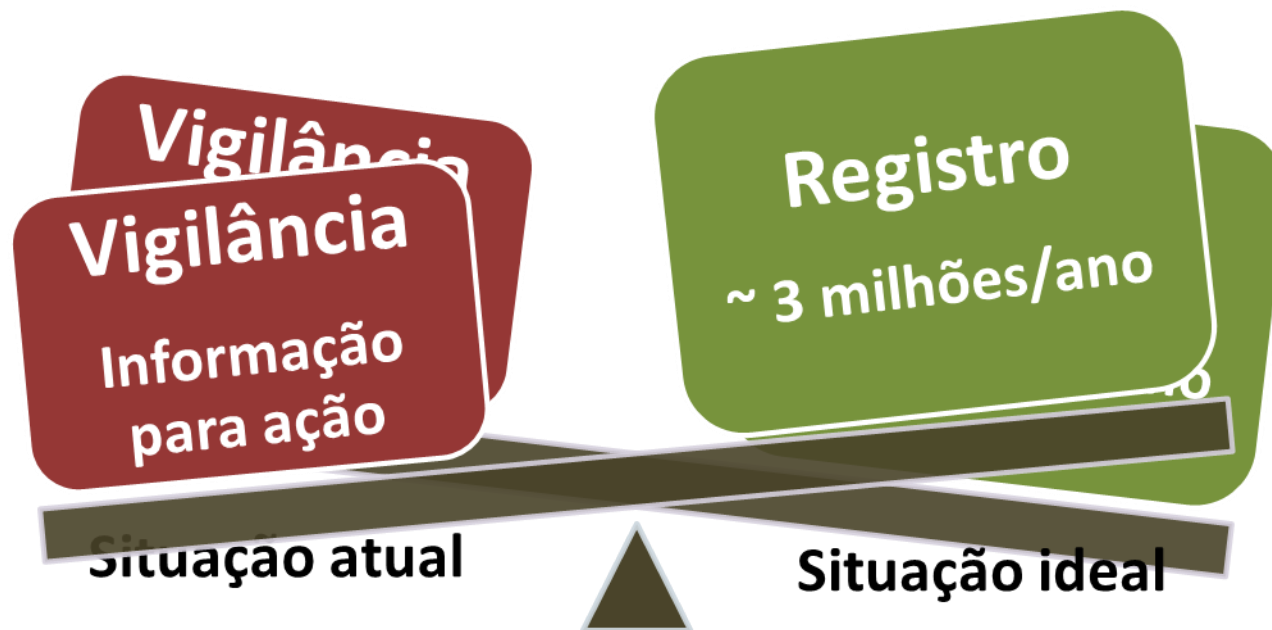 Vigilância
Vigilância
Informação
para ação
Registro
~ 3 milhões/ano
Situação atual
Situação ideal